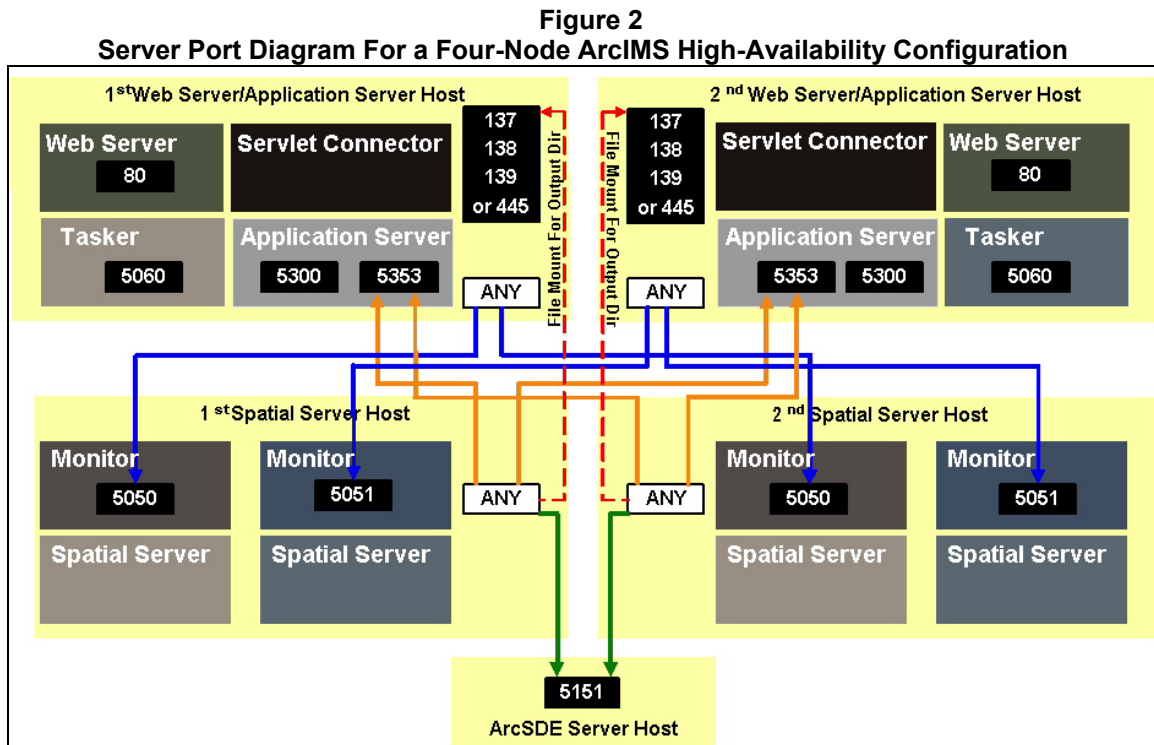 Figure 2
Server Port Diagram For a Four-Node ArcIMS High-Availability Configuration
1st Web Server/Application Server Host
Web Server
80
Servlet Connector
137
138
139
or 445
Tasker
5060
Application Server
5300
5353
ANY
File Mount For Output Dir
2nd Web Server/Application Server Host
137
138
139
or 445
Servlet Connector
Web Server
80
Application Server
5353
5300
Tasker
5060
ANY
File Mount For Output Dir
1st Spatial Server Host
Monitor
5050
Monitor
5051
ANY
Spatial Server
Spatial Server
2nd Spatial Server Host
ANY
Monitor
5050
Monitor
5051
Spatial Server
Spatial Server
5151
ArcSDE Server Host